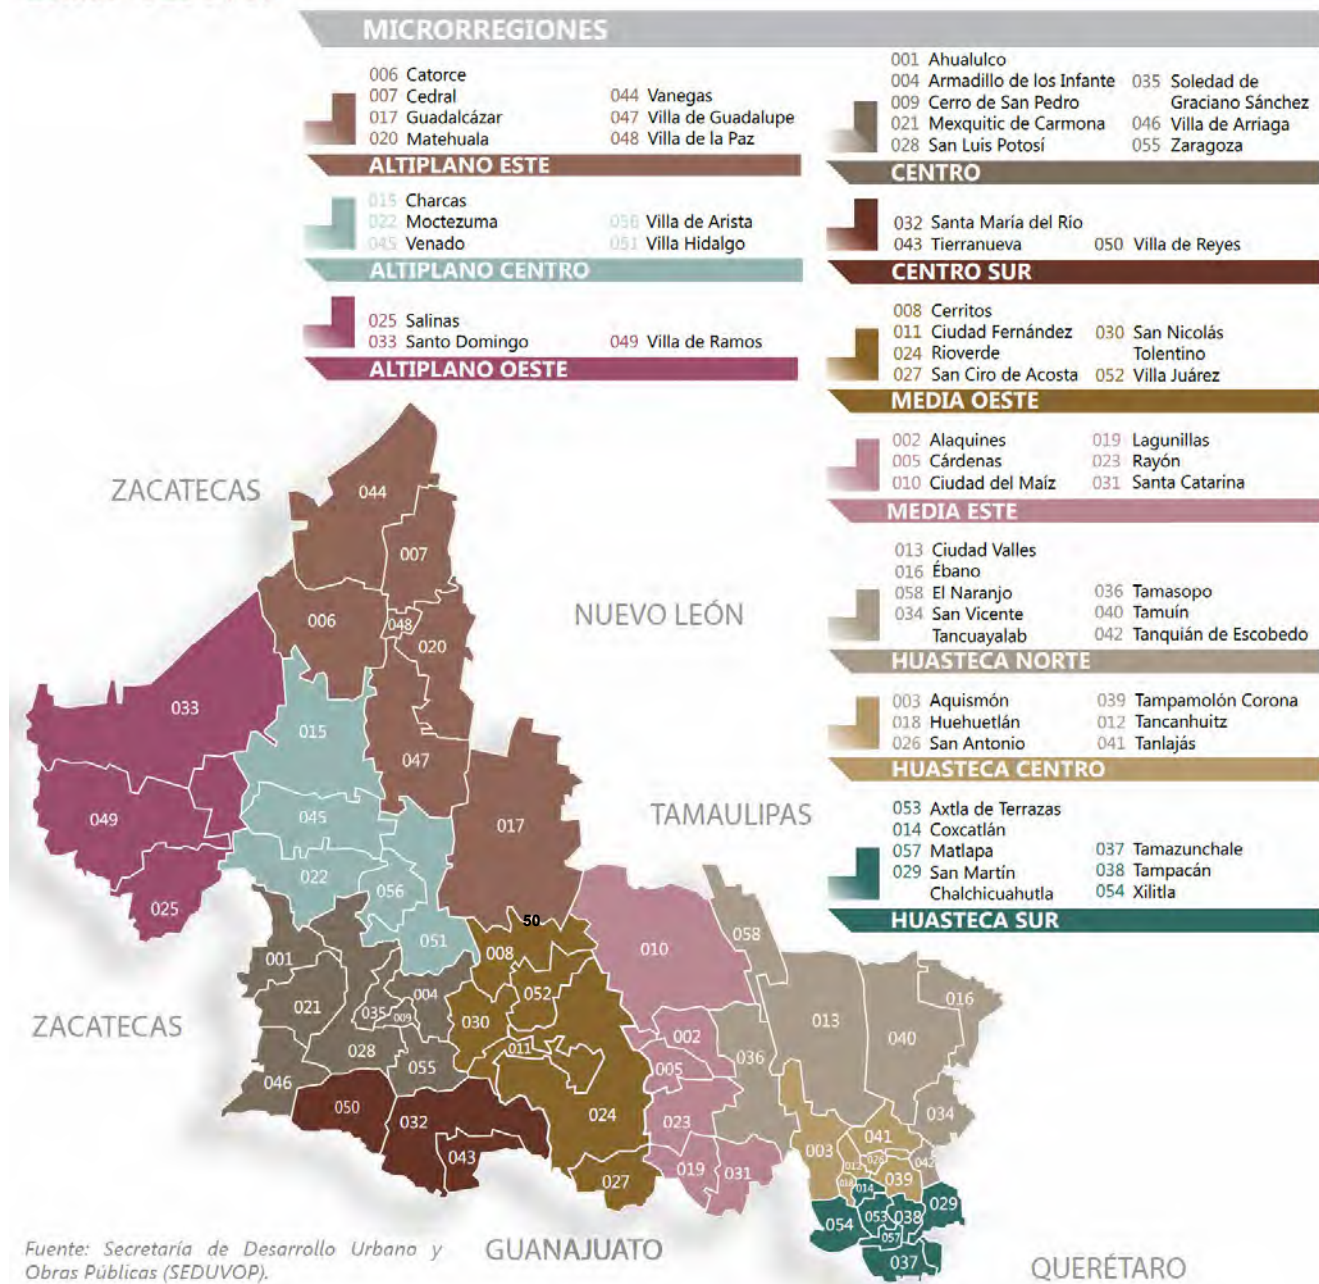 MICRORREGIONES
006 Catorce
007 Cedral
017 Guadalcázar
020 Matehuala
044 Vanegas
047 Villa de Guadalupe
048 Villa de la Paz
ALTIPLANO ESTE
015 Charcas
022 Moctezuma
045 Venado
056 Villa de Arista
051 Villa Hidalgo
ALTIPLANO CENTRO
025 Salinas
033 Santo Domingo
049 Villa de Ramos
ALTIPLANO OESTE
001 Ahualulco
004 Armadillo de los Infante
009 Cerro de San Pedro
021 Mexquitic de Carmona
028 San Luis Potosí
035 Soledad de
Graciano Sánchez
046 Villa de Arriaga
055 Zaragoza
CENTRO
032 Santa María del Río
043 Tierranueva
050 Villa de Reyes
CENTRO SUR
008 Cerritos
011 Ciudad Fernández
024 Rioverde
027 San Ciro de Acosta
030 San Nicolás
Tolentino
052 Villa Juárez
MEDIA OESTE
002 Alaquines
005 Cárdenas
010 Ciudad del Maíz
019 Lagunillas
023 Rayón
031 Santa Catarina
MEDIA ESTE
013 Ciudad Valles
016 Ébano
058 El Naranjo
034 San Vicente
Tancuayalab
036 Tamasopo
040 Tamuín
042 Tanquián de Escobedo
HUASTECA NORTE
003 Aquismón
018 Huehuetlán
026 San Antonio
039 Tampamolón Corona
012 Tancanhuitz
041 Tanlajás
HUASTECA CENTRO
053 Axtla de Terrazas
014 Coxcatlán
057 Matlapa
029 San Martín
Chalchicuahutla
037 Tamazunchale
038 Tampacán
054 Xilitla
HUASTECA SUR
ZACATECAS
044
007
NUEVO LEÓN
006
048
020
033
015
047
TAMAULIPAS
049
045
017
022
056
025
50
051
058
001
008
010
016
004
052
021
035
009
030
013
ZACATECAS
002
040
028
011
036
055
005
046
050
032
024
023
034
003
041
043
012
026
042
019
031
027
018
039
014
029
054
053
038
057
037
Fuente: Secretaría de Desarrollo Urbano y
Obras Públicas (SEDUVOP).
GUANAJUATO
QUERÉTARO